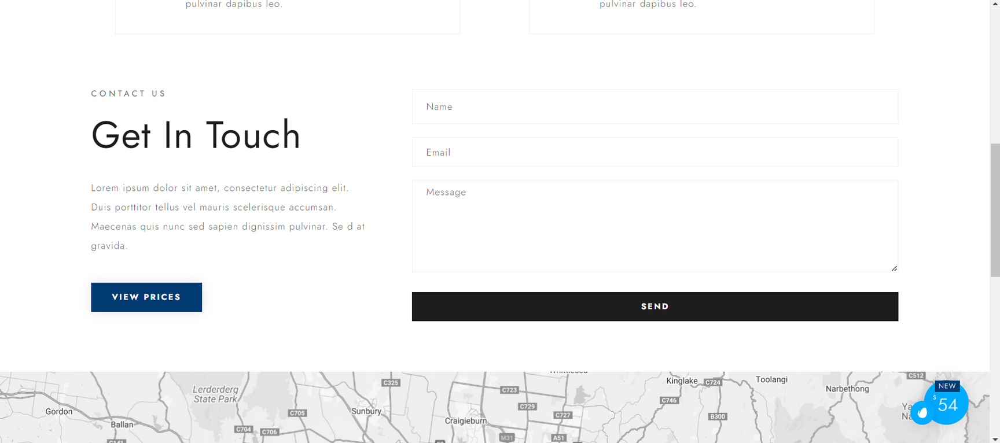 pulvinar dapibus leo.
pulvinar dapibus leo.
CONTACT US
Get In Touch
Lorem ipsum dolor sit amet, consectetur adipiscing elit.
Duis porttitor tellus vel mauris scelerisque accumsan.
Maecenas quis nunc sed sapien dignissim pulvinar. Se d at
gravida.
VIEW PRICES
Name
Email
Message
SEND
C325
Kinglake
C724
Toolangi
C512
Lerderderg
State Park
C723
Narbethong
NEW
$54
C746
Gordon
C705
Sunbury
C729
C727
B300
Craigieburn
Ballan
C704
C706
M31
A51